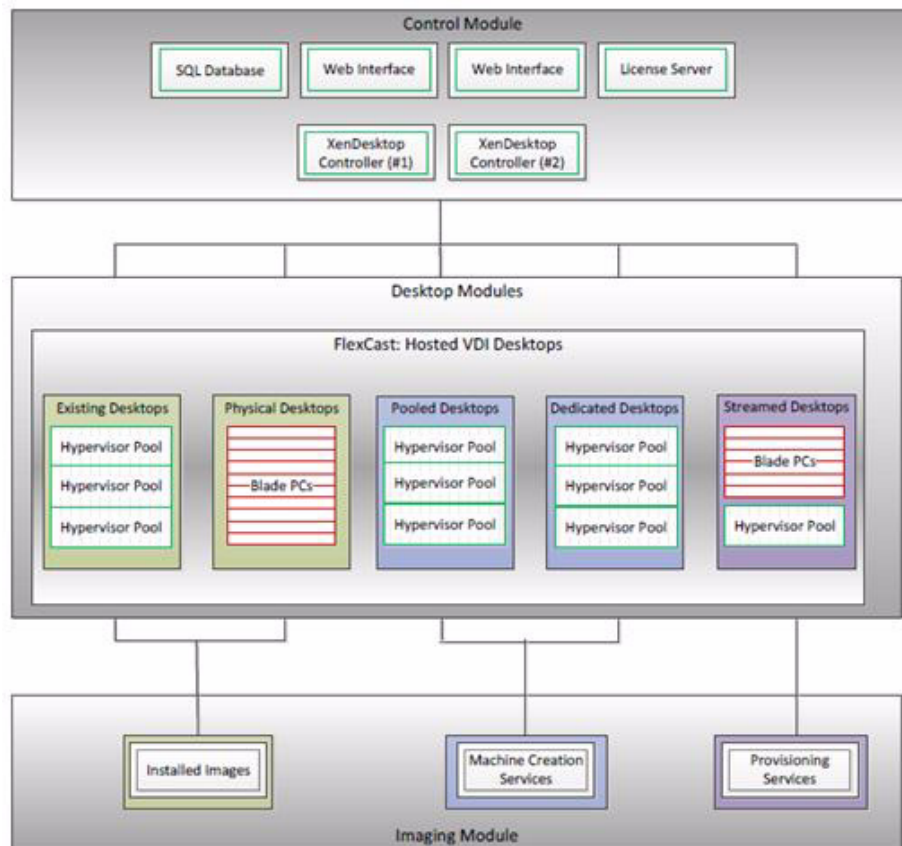 Control Module
SQL Database
Web Interface
Web Interface
License Server
XenDesktop
Controller (#1)
XenDesktop
Controller (#2)
Desktop Modules
FlexCast: Hosted VDI Desktops
Existing Desktops
Hypervisor Pool
Hypervisor Pool
Hypervisor Pool
Physical Desktops
Blade PCs
Pooled Desktops
Hypervisor Pool
Hypervisor Pool
Hypervisor Pool
Dedicated Desktops
Hypervisor Pool
Hypervisor Pool
Hypervisor Pool
Streamed Desktops
Blade PCs
Hypervisor Pool
Installed Images
Machine Creation
Services
Provisioning
Services
Imaging Module